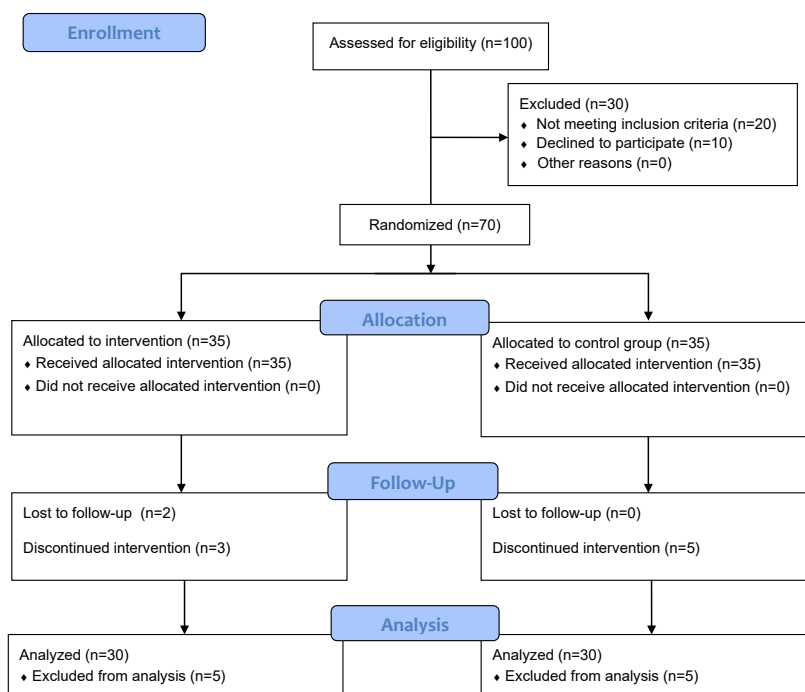 Enrollment
Assessed for eligibility (n=100)
Excluded (n=30)
♦ Not meeting inclusion criteria (n=20)
♦ Declined to participate (n=10)
♦ Other reasons (n=0)
Randomized (n=70)
Allocation
Allocated to intervention (n=35)
♦ Received allocated intervention (n=35)
♦ Did not receive allocated intervention (n=0)
Allocated to control group (n=35)
♦ Received allocated intervention (n=35)
♦ Did not receive allocated intervention (n=0)
Follow-Up
Lost to follow-up (n=2)
Discontinued intervention (n=3)
Lost to follow-up (n=0)
Discontinued intervention (n=5)
Analysis
Analyzed (n=30)
♦ Excluded from analysis (n=5)
Analyzed (n=30)
♦ Excluded from analysis (n=5)